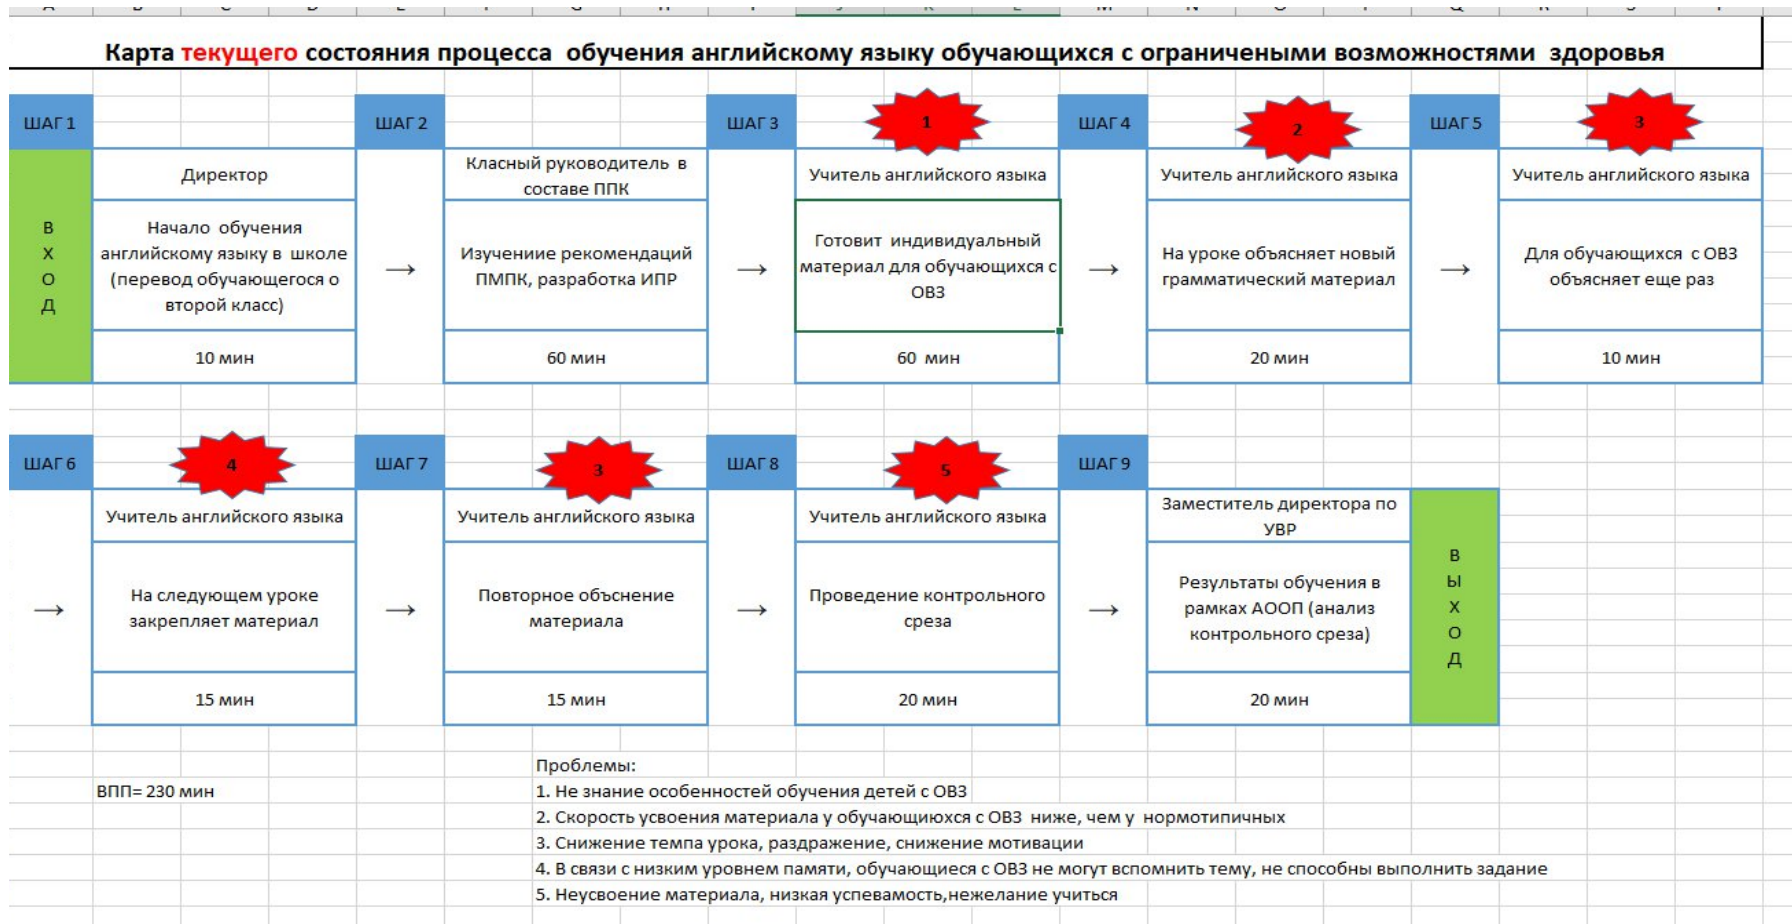 Карта текущего состояния процесса обучения английскому языку обучающихся с ограничеными возможностями здоровья
ШАГ 1
ШАГ 2
ШАГ 3
1
ШАГ 4
2
ШАГ 5
3
В
Х
О
Д
Директор
Начало обучения
английскому языку в школе
(перевод обучающегося о
второй класс)
10 мин
→
Класный руководитель в
составе ППК
Изучениие рекомендаций
ПМПК, разработка ИПР
60 мин
→
Учитель английского языка
Готовит индивидуальный
материал для обучающихся с
ОВЗ
60 мин
→
Учитель английского языка
На уроке объясняет новый
грамматический материал
20 мин
→
Учитель английского языка
Для обучающихся с ОВЗ
объясняет еще раз
10 мин
ШАГ 6
4
ШАГ 7
3
ШАГ 8
5
ШАГ 9
→
Учитель английского языка
На следующем уроке
закрепляет материал
15 мин
→
Учитель английского языка
Повторное объснение
материала
15 мин
→
Учитель английского языка
Проведение контрольного
среза
20 мин
→
Заместитель директора по
УВР
Результаты обучения в
рамках АООП (анализ
контрольного среза)
20 мин
В
Ы
Х
О
Д
ВПП= 230 мин
Проблемы:
1. Не знание особенностей обучения детей с ОВЗ
2. Скорость усвоения материала у обучающиюхся с ОВЗ ниже, чем у нормотипичных
3. Снижение темпа урока, раздражение, снижение мотивации
4. В связи с низким уровнем памяти, обучающиеся с ОВЗ не могут вспомнить тему, не способны выполнить задание
5. Неусвоение материала, низкая успевамость,нежелание учиться